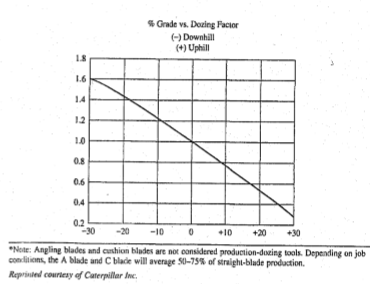 % Grade vs. Dozing Factor
(-) Downhill
(+) Uphill
1.8
1.6
1.4
1.2
1.0
0.8
0.6
0.4
0.2
-30 -20 -10 0 +10 +20 +30
*Note: Angling blades and cushion blades are not considered production-dozing tools. Depending on job
conditions, the A blade and C blade will average 50–75% of straight-blade production.
Reprinted courtesy of Caterpillar Inc.